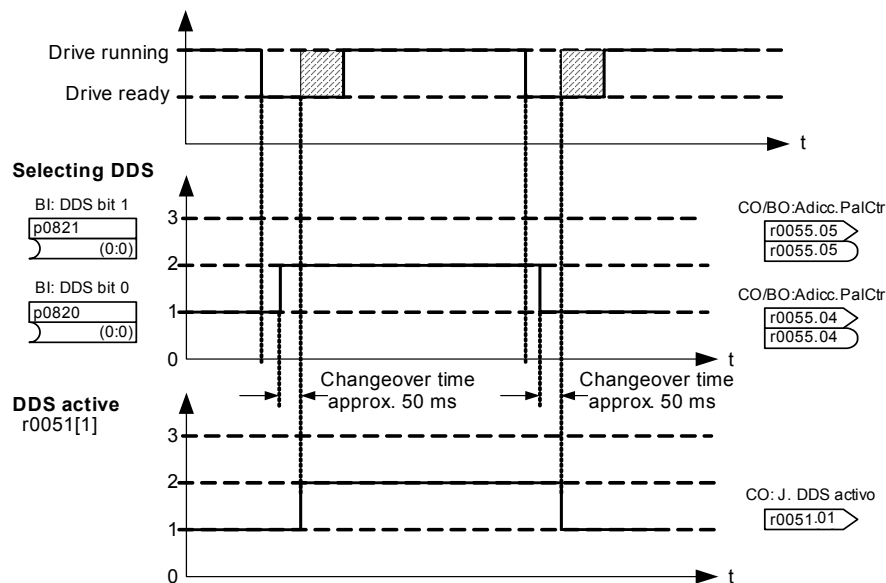 Drive running
Drive ready
t
Selecting DDS
BI: DDS bit 1
p0821
(0:0)
BI: DDS bit 0
p0820
(0:0)
3
2
1
0
t
CO/BO:Adicc.PalCtr
r0055.05
r0055.05
CO/BO:Adicc.PalCtr
r0055.04
r0055.04
Changeover time
approx. 50 ms
Changeover time
approx. 50 ms
DDS active
r0051[1]
3
2
1
0
t
CO: J. DDS activo
r0051.01